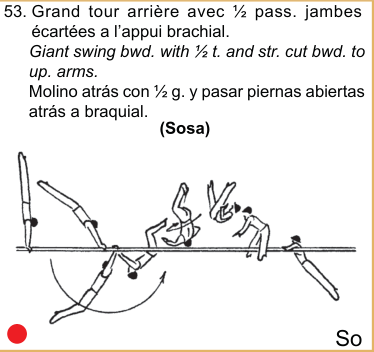 53. Grand tour arrière avec ½ pass. jambes
écartées a l'appui brachial.
Giant swing bwd. with ½ t. and str. cut bwd. to
up. arms.
Molino atrás con ½ g. y pasar piernas abiertas
atrás a braquial.
(Sosa)
So